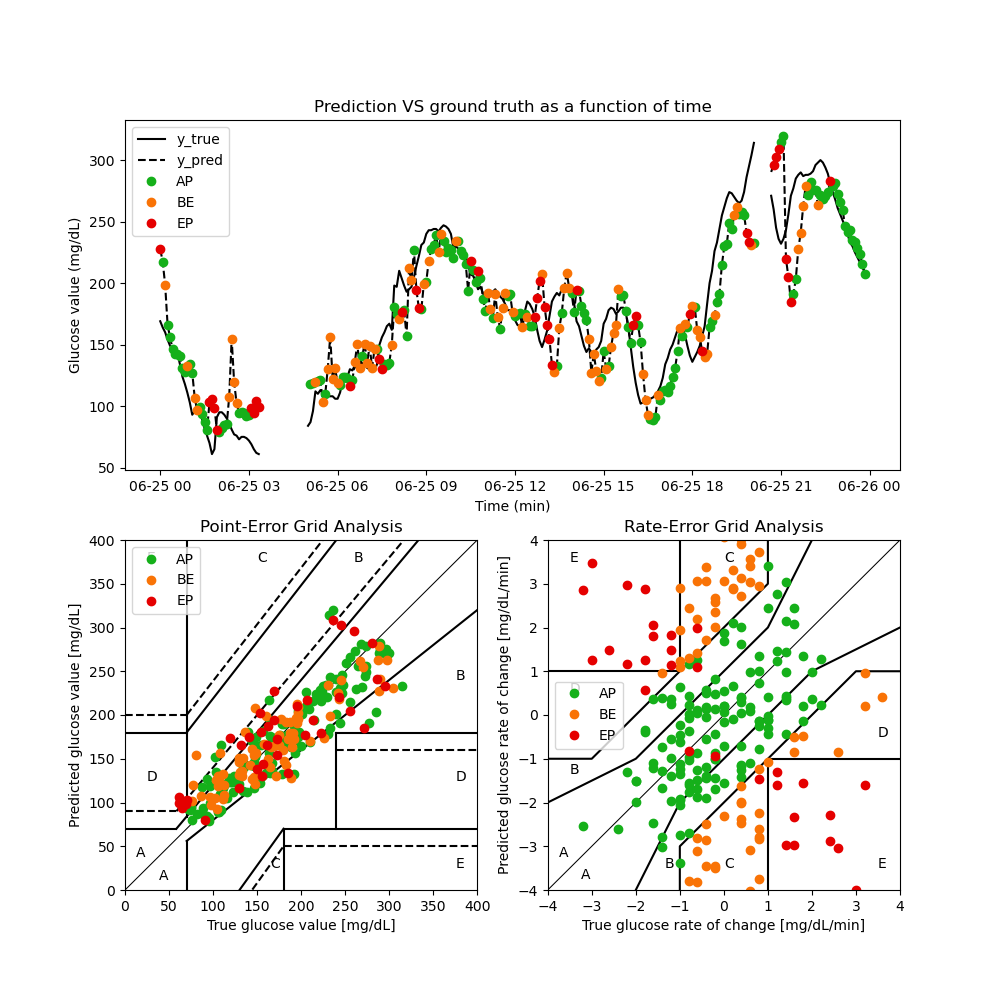 Prediction VS ground truth as a function of time
Glucose value (mg/dL)
300
250
200
150
100
50
y_true
y_pred
AP
BE
EP
06-25 00 06-25 03 06-25 06 06-25 09 06-25 12 06-25 15 06-25 18 06-25 21 06-26 00
Time (min)
Point-Error Grid Analysis
Predicted glucose value [mg/dL]
400
350
300
250
200
150
100
50
0
AP
BE
EP
C
B
B
D
D
A
A
C
E
0 50 100 150 200 250 300 350 400
True glucose value [mg/dL]
Rate-Error Grid Analysis
Predicted glucose rate of change [mg/dL/min]
4
3
2
1
0
−1
−2
−3
−4
E
C
D
AP
BE
EP
D
B
A
A
B
C
E
−4 −3 −2 −1 0 1 2 3 4
True glucose rate of change [mg/dL/min]